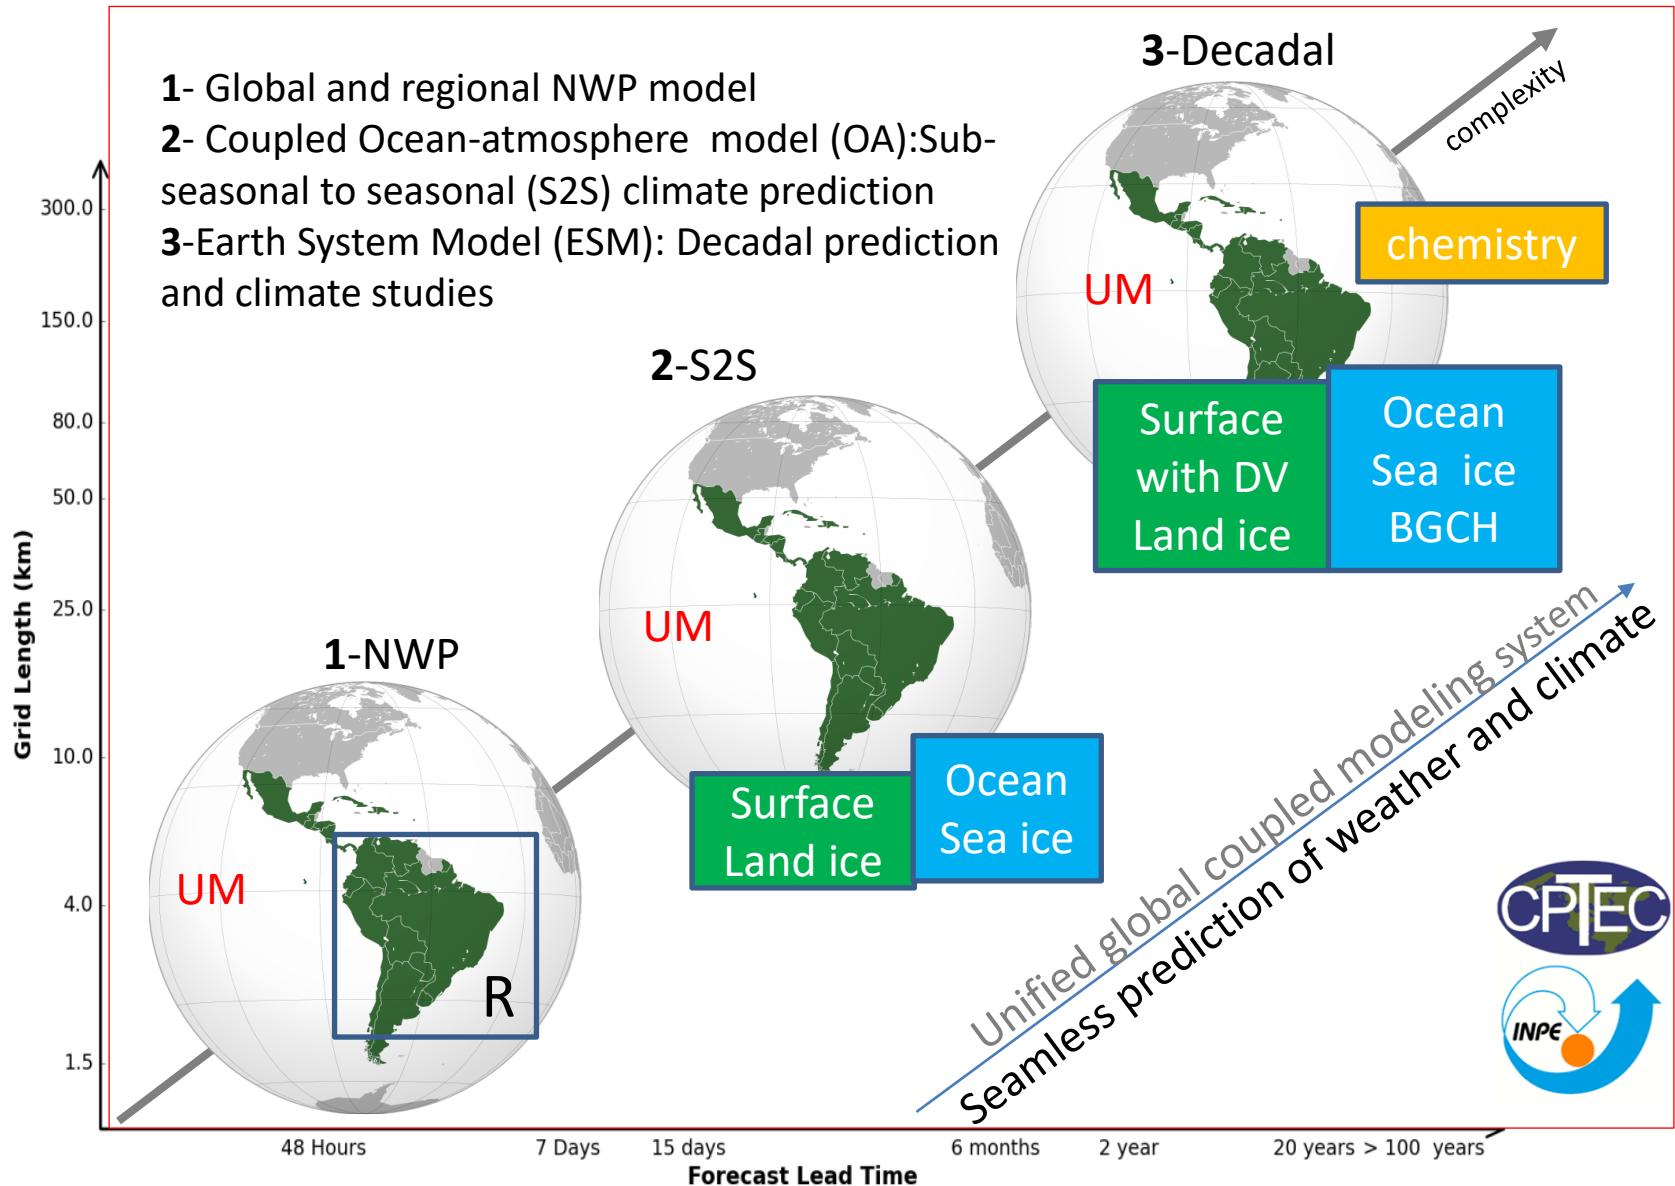 3-Decadal
complexity
1- Global and regional NWP model
2- Coupled Ocean-atmosphere model (OA):Sub-
seasonal to seasonal (S2S) climate prediction
3-Earth System Model (ESM): Decadal prediction
and climate studies
chemistry
UM
Surface
with DV
Land ice
Ocean
Sea ice
BGCH
2-S2S
UM
Surface
Land ice
Ocean
Sea ice
1-NWP
UM
R
Unified global coupled modeling system
Seamless prediction of weather and climate
CPTEC
INPE
Grid Length (km)
300.0
150.0
80.0
50.0
25.0
10.0
4.0
1.5
48 Hours 7 Days 15 days 6 months 2 year 20 years > 100 years
Forecast Lead Time